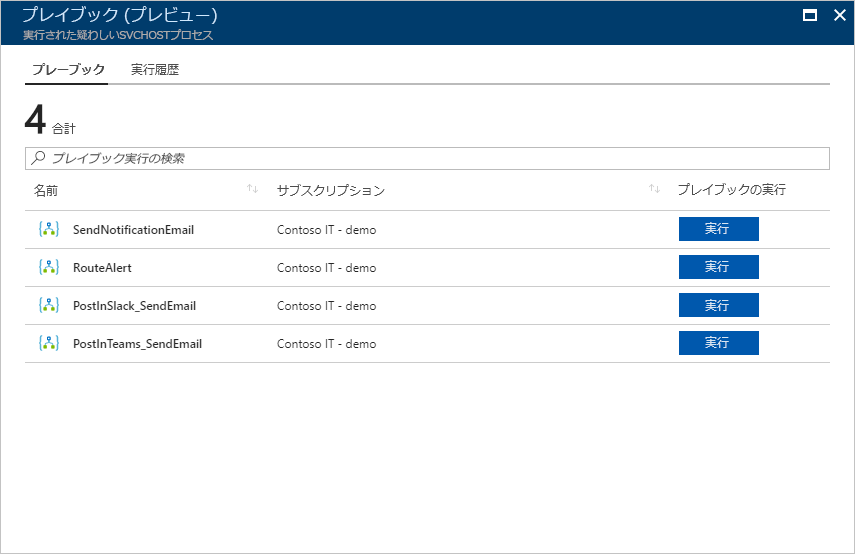 プレイブック (プレビュー)
実行された疑わしいSVCHOSTプロセス
プレーブック 実行履歴
4 合計
プレイブック実行の検索
名前 サブスクリプション プレイブックの実行
SendNotificationEmail Contoso IT - demo 実行
RouteAlert Contoso IT - demo 実行
PostInSlack_SendEmail Contoso IT - demo 実行
PostInTeams_SendEmail Contoso IT - demo 実行